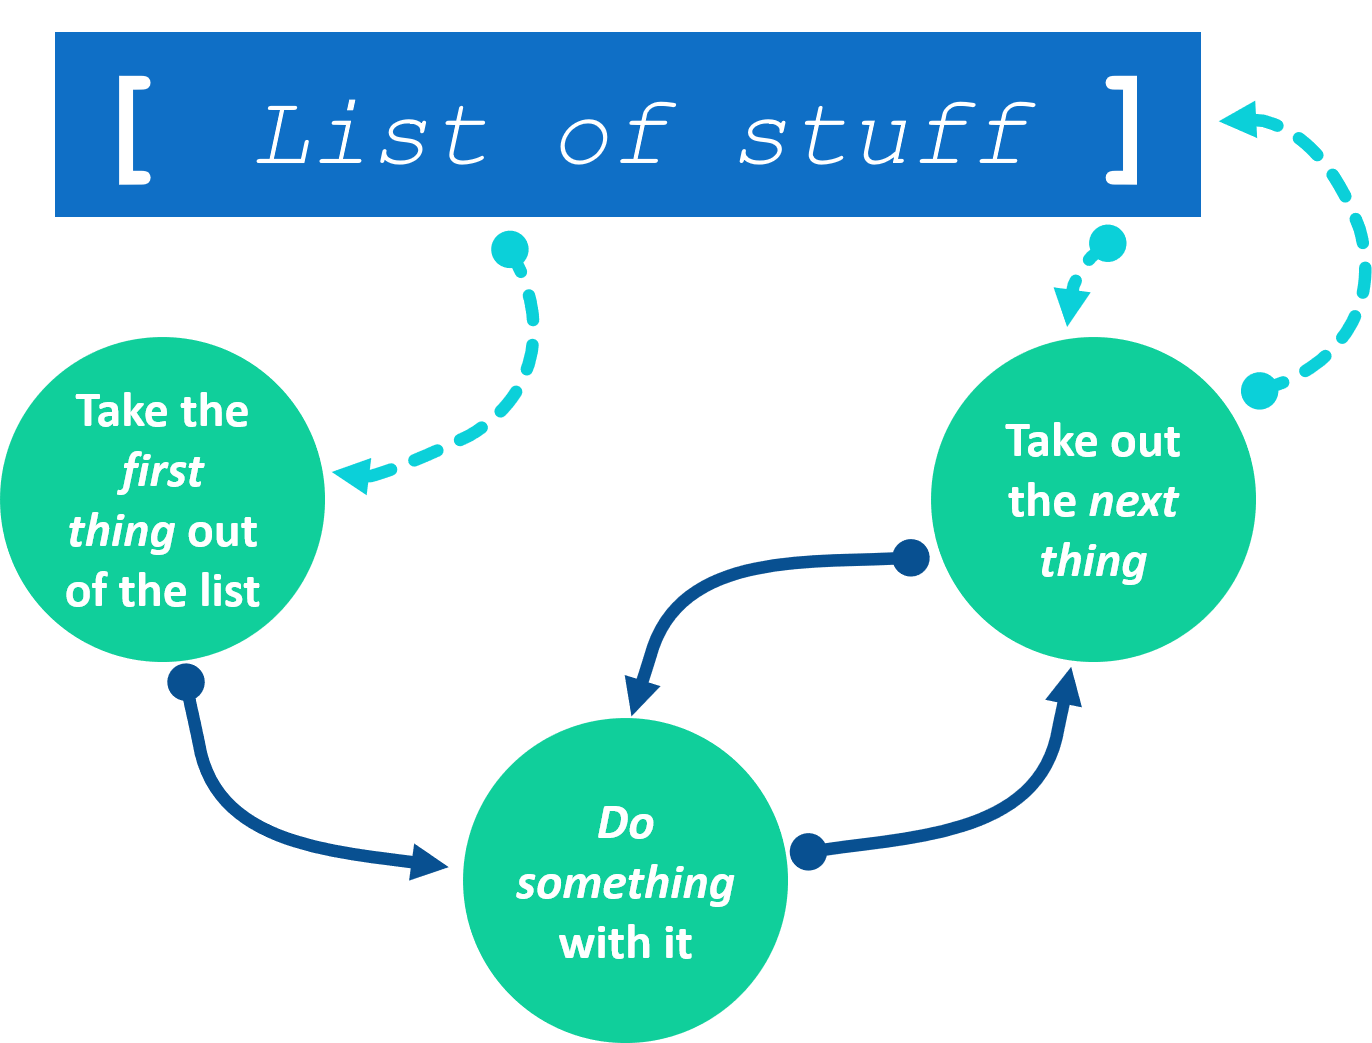 [ List of stuff ]
Take the
first
thing out
of the list
Take out
the next
thing
Do
something
with it